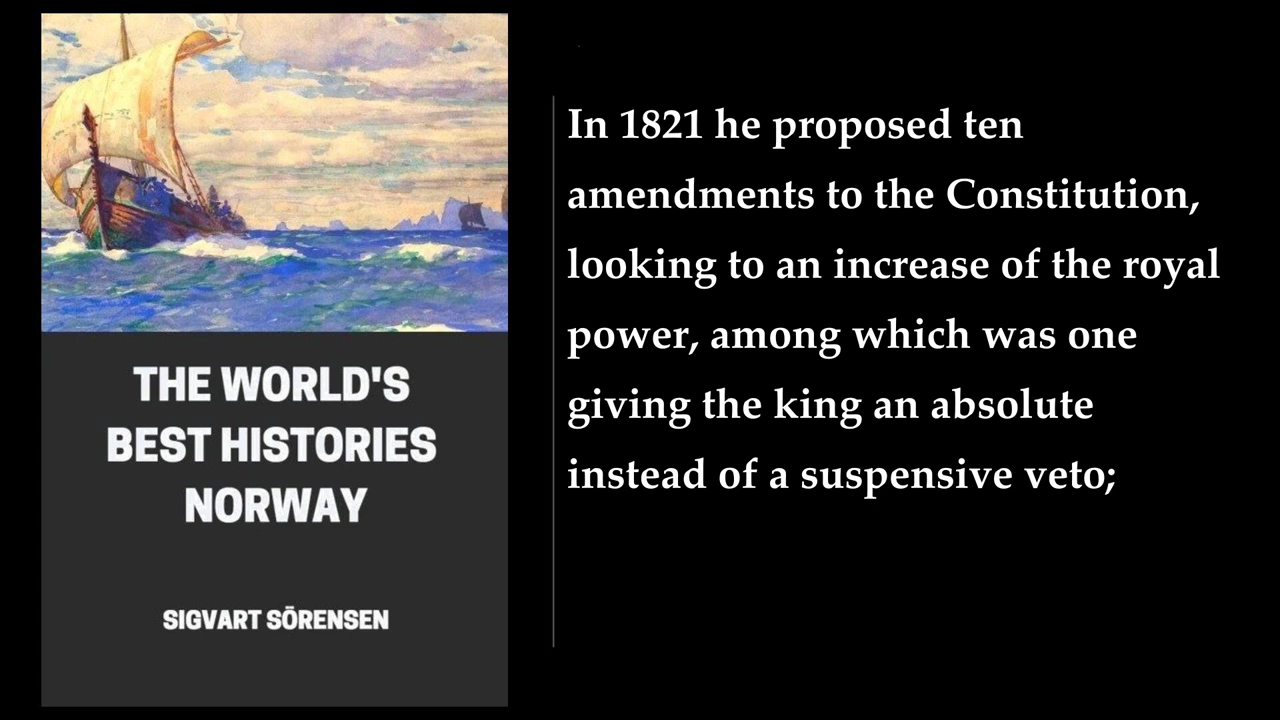 THE WORLD'S
BEST HISTORIES
NORWAY
SIGVART SÖRENSEN
In 1821 he proposed ten
amendments to the Constitution,
looking to an increase of the royal
power, among which was one
giving the king an absolute
instead of a suspensive veto;